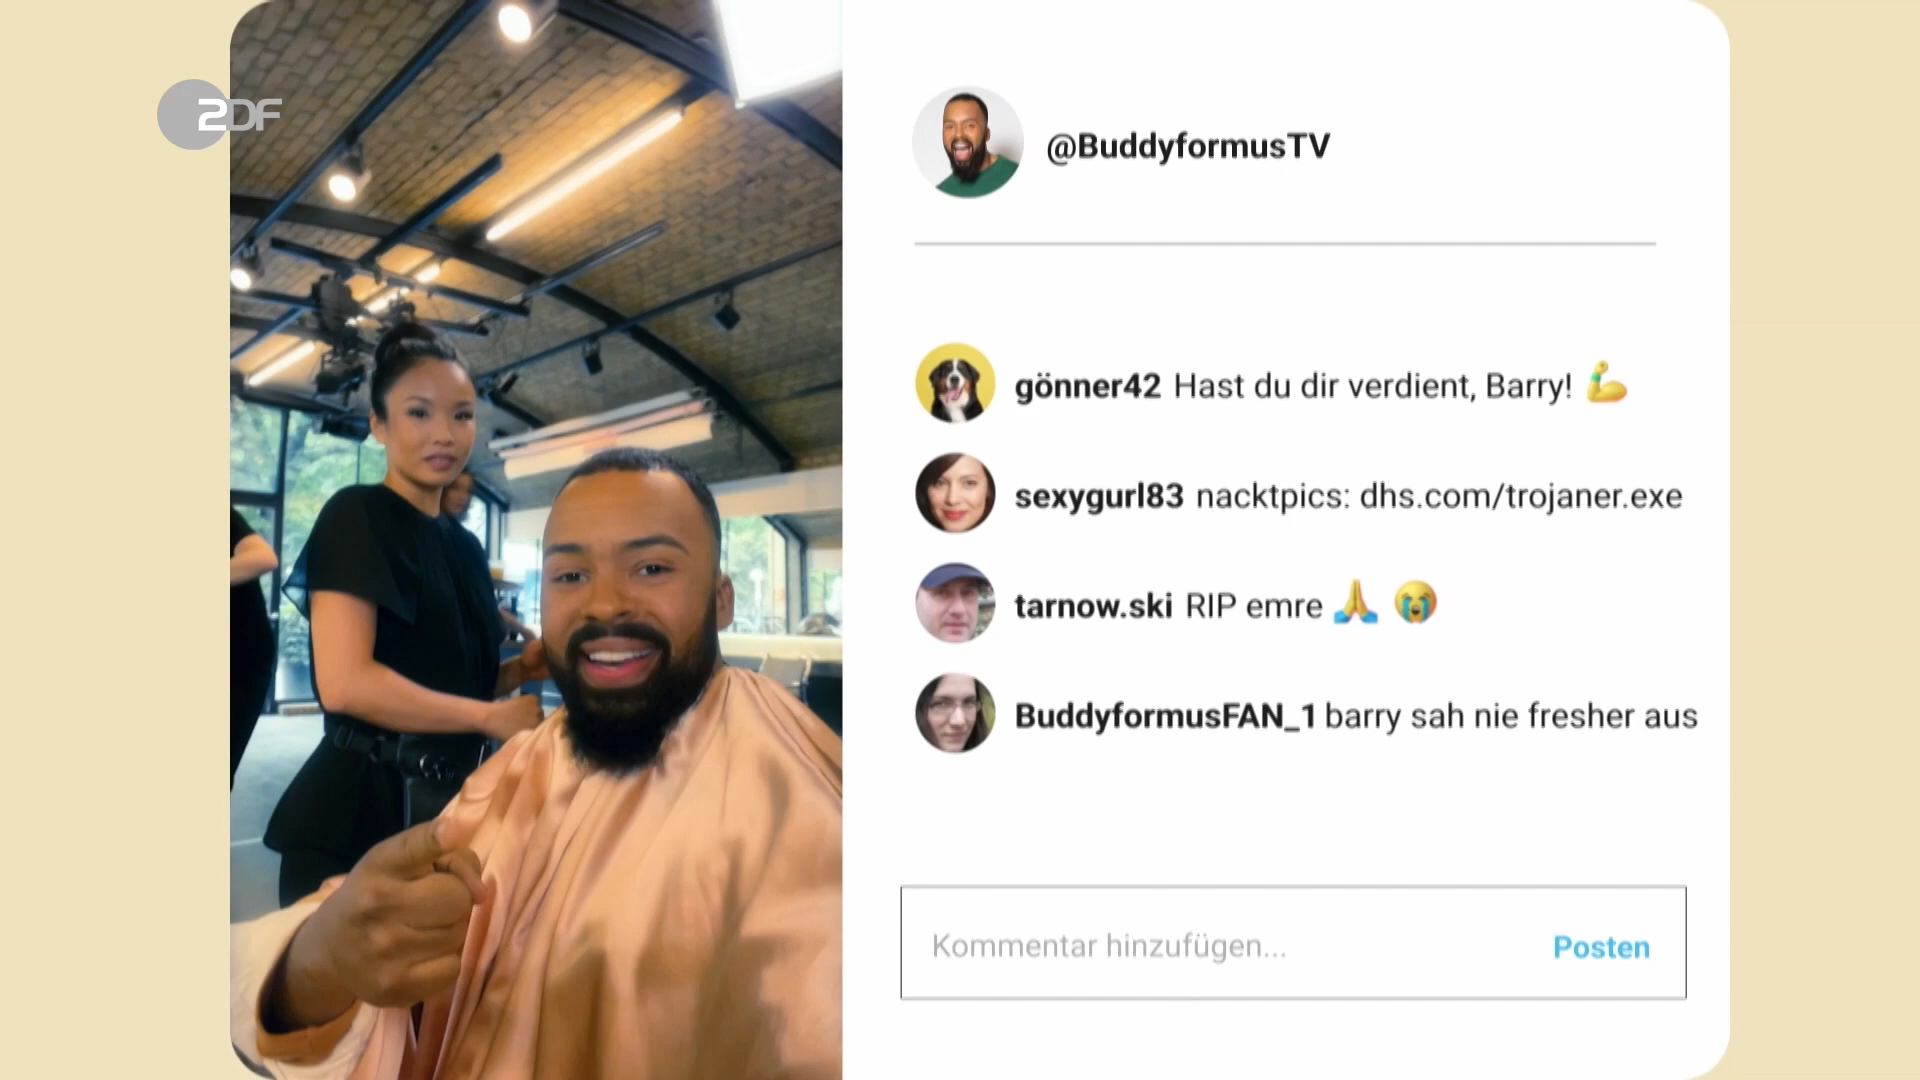 ZDF
@BuddyformusTV
gönner42 Hast du dir verdient, Barry! 💪
sexygurl83 nacktpics: dhs.com/trojaner.exe
tarnow.ski RIP emre 🙏 😭
BuddyformusFAN_1 barry sah nie fresher aus
Kommentar hinzufügen... Posten